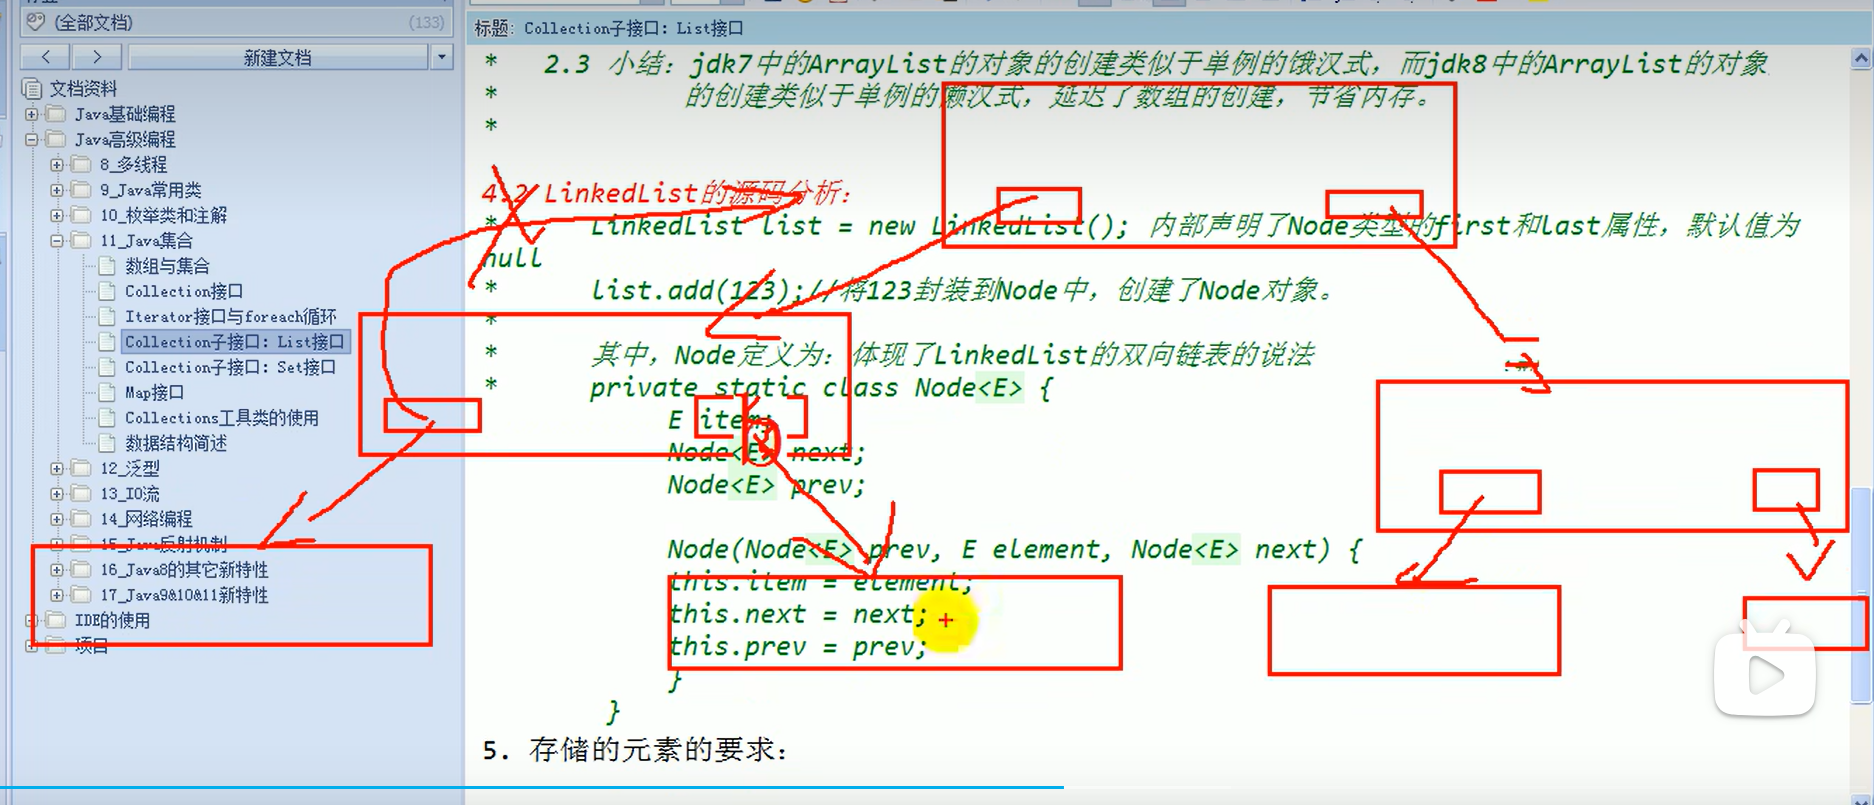 (全部文档)
(133)
新建文档
文档资料
Java基础编程
Java高级编程
8_多线程
9_Java常用类
10_枚举类和注解
11_Java集合
数组与集合
Collection接口
Iterator接口与foreach循环
Collection子接口: List接口
Collection子接口: Set接口
Map接口
Collections工具类的使用
数据结构简述
12_泛型
13_IO流
14_网络编程
15_Java反射机制
16_Java8的其它新特性
17_Java9&10&11新特性
IDE的使用
项目
标题: Collection子接口: List接口
* 2.3 小结: jdk7中的ArrayList的对象的创建类似于单例的饿汉式，而jdk8中的ArrayList的对象
* 的创建类似于单例的懒汉式，延迟了数组的创建，节省内存。
*
4.2 LinkedList的源码分析:
* LinkedList list = new LinkedList(); 内部声明了Node类型的first和last属性，默认值为
null
* list.add(123);//将123封装到Node中，创建了Node对象。
*
* 其中，Node定义为: 体现了LinkedList的双向链表的说法
* private static class Node<E> {
E item;
Node<E> next;
Node<E> prev;
Node(Node<E> prev, E element, Node<E> next) {
this.item = element;
this.next = next;
this.prev = prev;
}
}
5. 存储的元素的要求: